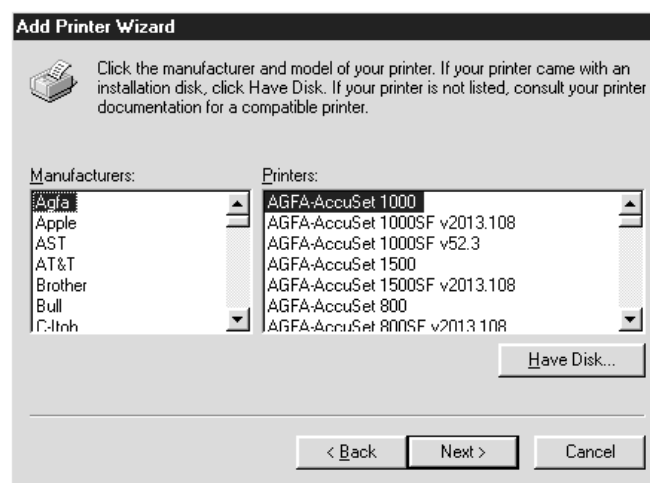 Add Printer Wizard
Click the manufacturer and model of your printer. If your printer came with an
installation disk, click Have Disk. If your printer is not listed, consult your printer
documentation for a compatible printer.
Manufacturers:
Agfa
Apple
AST
AT&T
Brother
Bull
C-Itoh
Printers:
AGFA-AccuSet 1000
AGFA-AccuSet 1000SF v2013.108
AGFA-AccuSet 1000SF v52.3
AGFA-AccuSet 1500
AGFA-AccuSet 1500SF v2013.108
AGFA-AccuSet 800
AGFA-AccuSet 800SF v2013.108
Have Disk...
< Back
Next >
Cancel